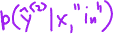 p(ŷ^{<2>} | x, "in")